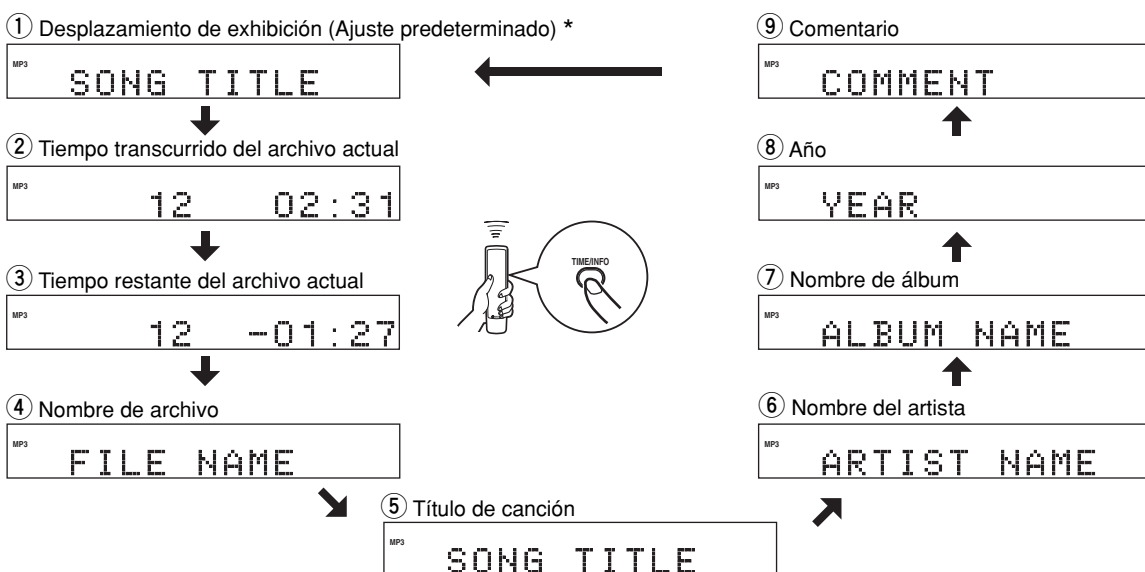 ① Desplazamiento de exhibición (Ajuste predeterminado) *
MP3
SONG TITLE
② Tiempo transcurrido del archivo actual
MP3
12 02:31
③ Tiempo restante del archivo actual
MP3
12 -01:27
④ Nombre de archivo
MP3
FILE NAME
⑤ Título de canción
MP3
SONG TITLE
⑥ Nombre del artista
MP3
ARTIST NAME
⑦ Nombre de álbum
MP3
ALBUM NAME
⑧ Año
MP3
YEAR
⑨ Comentario
MP3
COMMENT
TIME/INFO